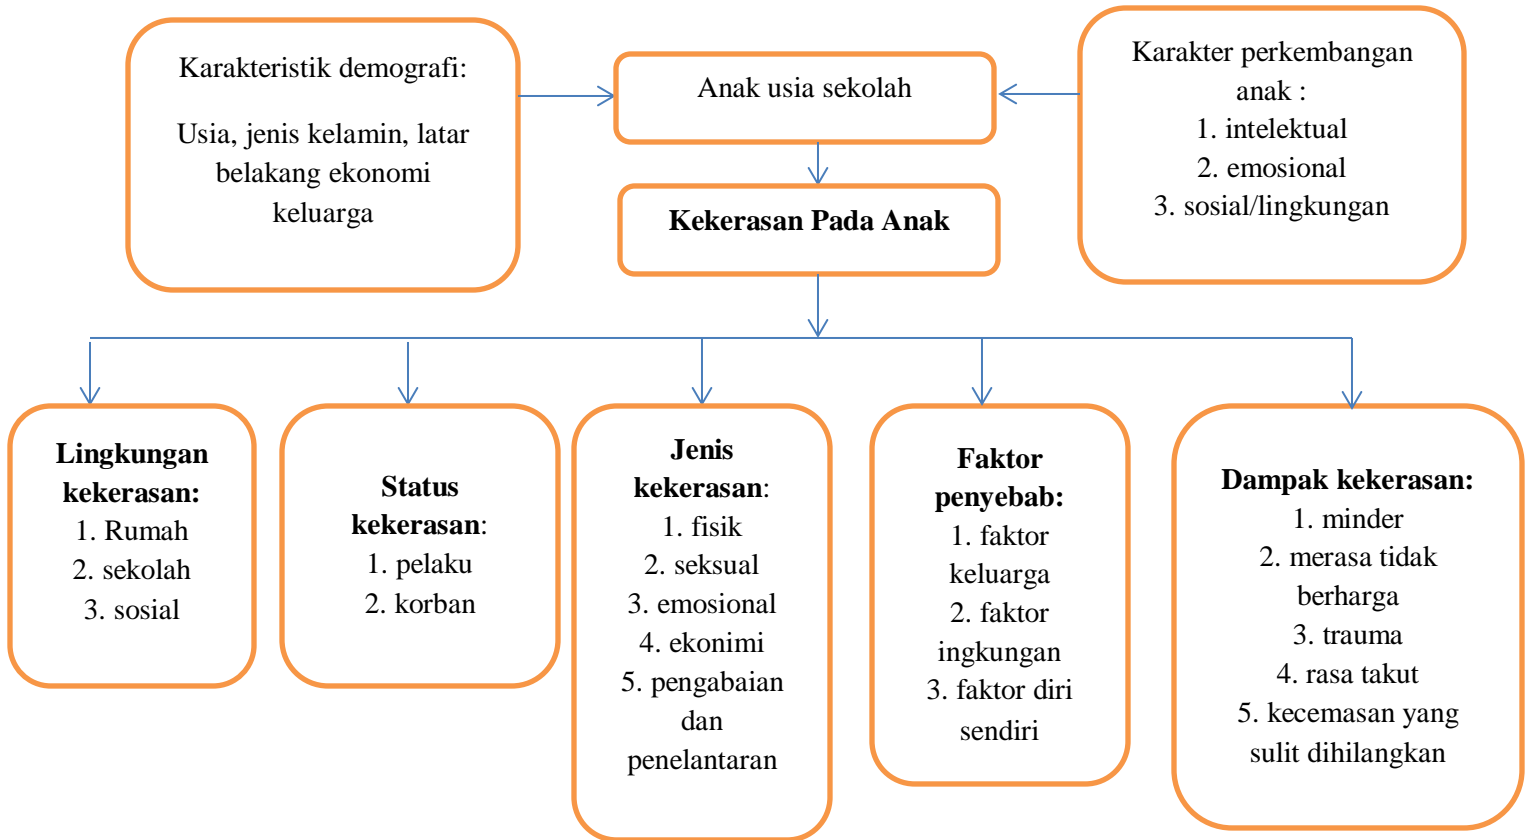 Karakteristik demografi:
Usia, jenis kelamin, latar
belakang ekonomi
keluarga
Anak usia sekolah
Karakter perkembangan
anak :
1. intelektual
2. emosional
3. sosial/lingkungan
Kekerasan Pada Anak
Lingkungan
kekerasan:
1. Rumah
2. sekolah
3. sosial
Status
kekerasan:
1. pelaku
2. korban
Jenis
kekerasan:
1. fisik
2. seksual
3. emosional
4. ekonimi
5. pengabaian
dan
penelantaran
Faktor
penyebab:
1. faktor
keluarga
2. faktor
ingkungan
3. faktor diri
sendiri
Dampak kekerasan:
1. minder
2. merasa tidak
berharga
3. trauma
4. rasa takut
5. kecemasan yang
sulit dihilangkan